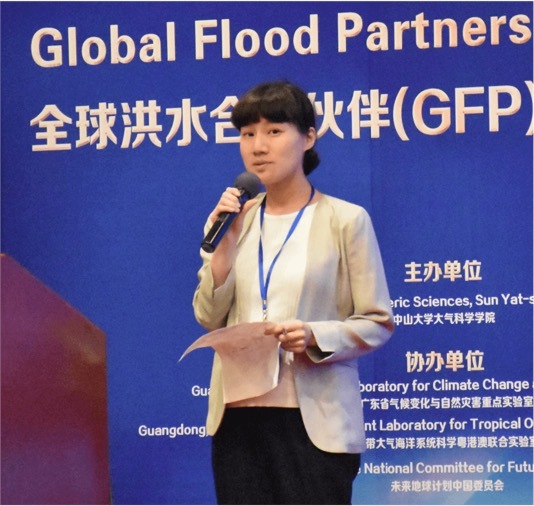 Global Flood Partners
全球洪水合 伙伴(GFP)
主办单位
eric Sciences, Sun Yat-s
中山大学大气科学学院
协办单位
Gua boratory for Climate Change a
广东省气候变化与自然灾害重点实验室
Guangdong, nt Laboratory for Tropical O
带大气海洋系统科学粤港澳联合实验室
National Committee for Futu
未来地球计划中国委员会